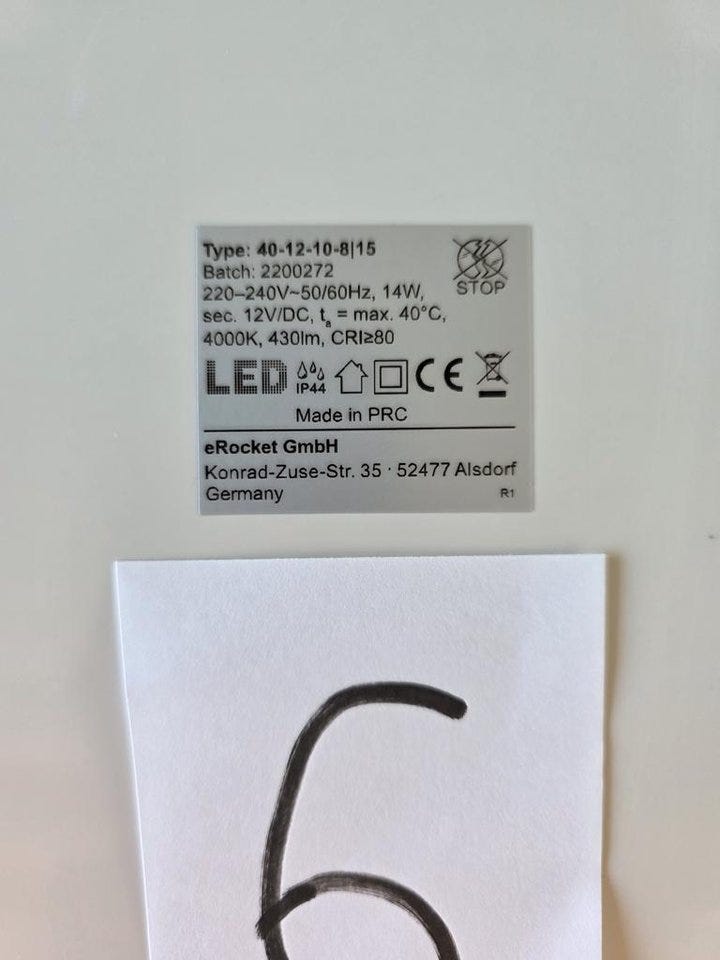 Type: 40-12-10-8|15
Batch: 2200272
220–240V~50/60Hz, 14W,
sec. 12V/DC, tₐ = max. 40°C,
4000K, 430lm, CRI≥80
STOP
LED IP44 CE
Made in PRC
eRocket GmbH
Konrad-Zuse-Str. 35 · 52477 Alsdorf
Germany
R1
6